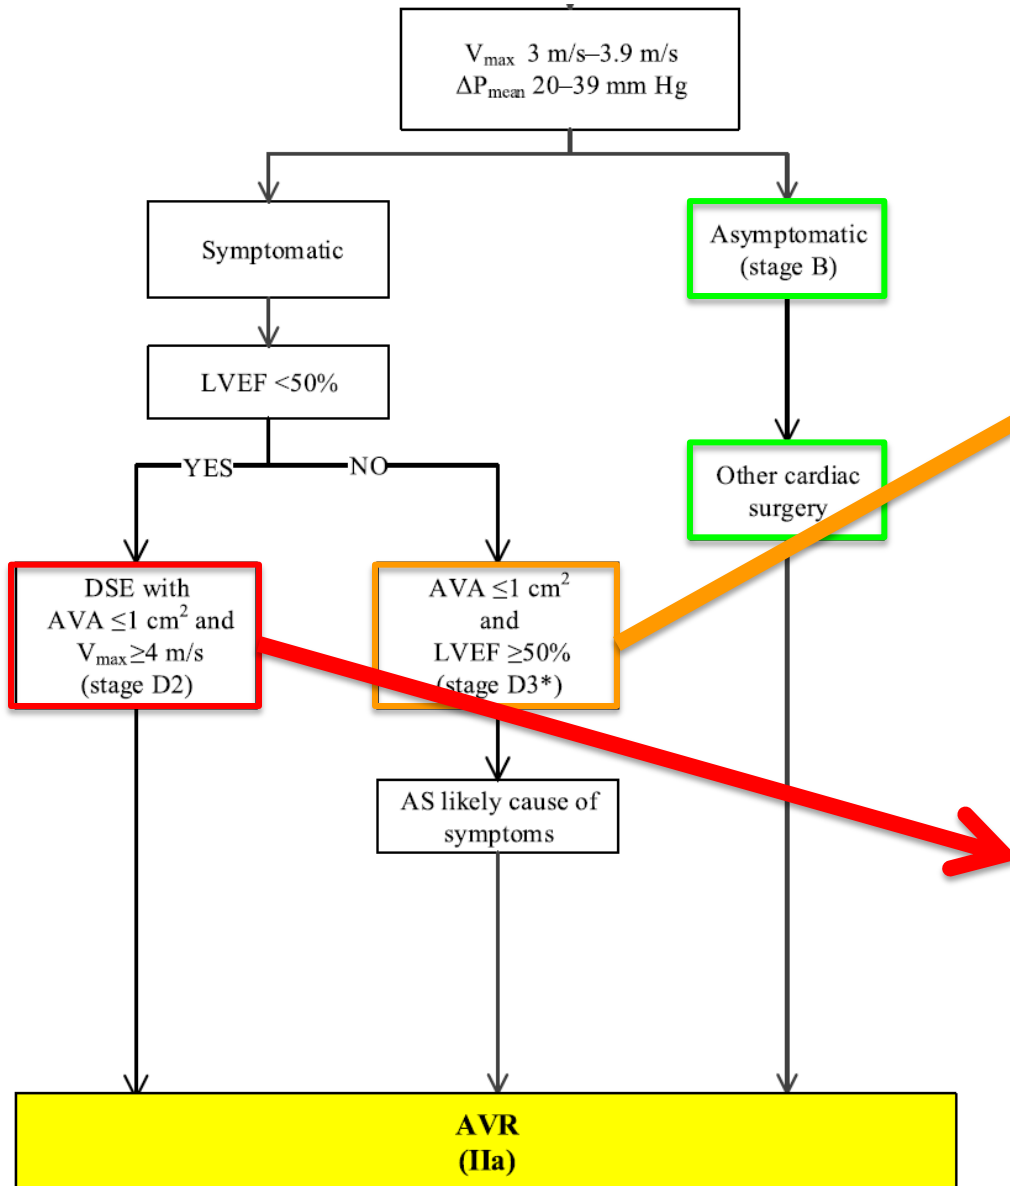 Vmax 3 m/s–3.9 m/s
ΔPmean 20–39 mm Hg
Symptomatic
Asymptomatic
(stage B)
LVEF <50%
YES
NO
Other cardiac
surgery
DSE with
AVA ≤1 cm²and
Vmax ≥4 m/s
(stage D2)
AVA ≤1 cm²
and
LVEF ≥50%
(stage D3*)
AS likely cause of
symptoms
AVR
(IIa)